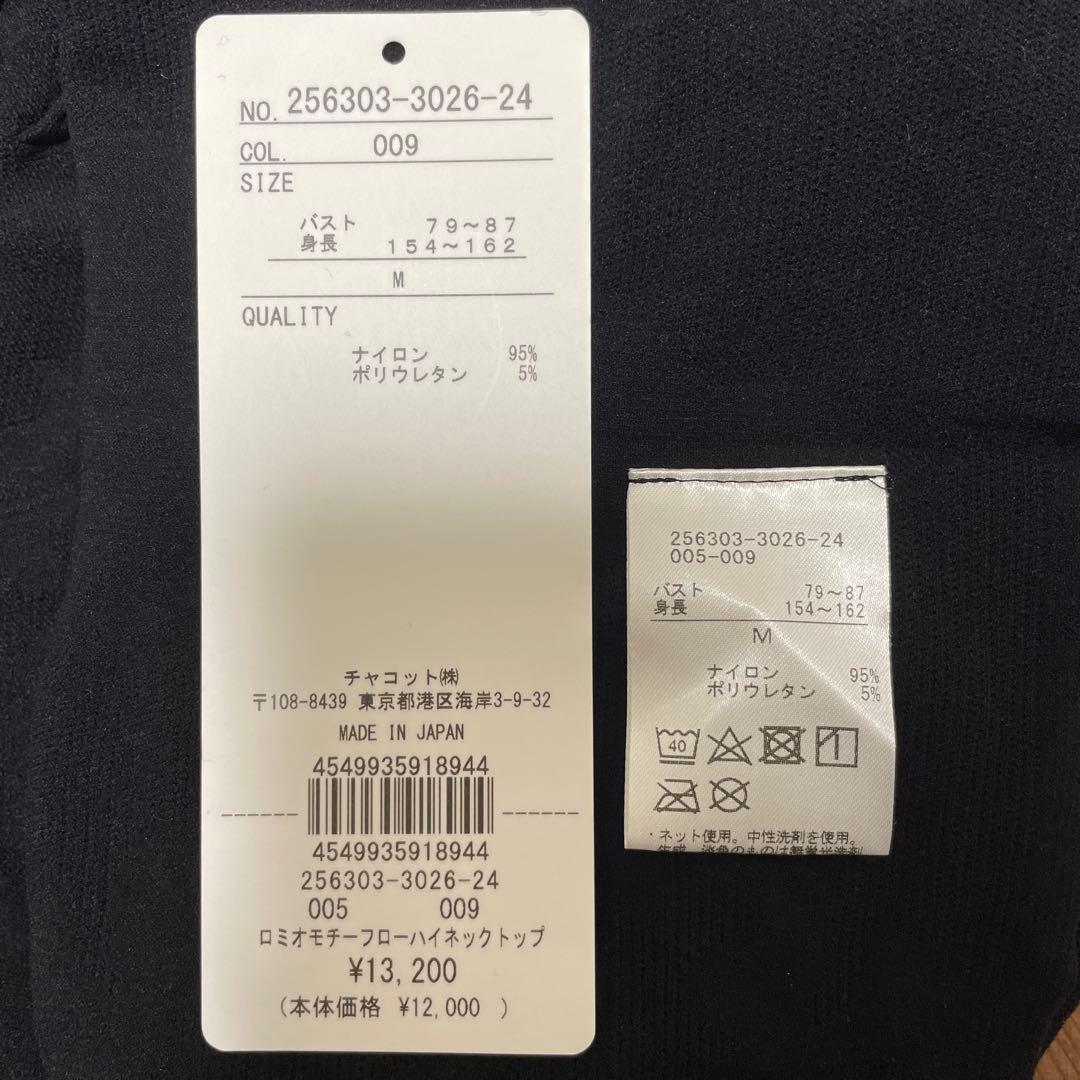 NO. 256303-3026-24
COL. 009
SIZE
バスト 79～87
身長 154～162
M
QUALITY
ナイロン 95%
ポリウレタン 5%
チャコット㈱
〒108-8439 東京都港区海岸3-9-32
MADE IN JAPAN
4549935918944
4549935918944
256303-3026-24
005 009
ロミオモチーフローハイネックトップ
¥13,200
(本体価格 ¥12,000 )
256303-3026-24
005-009
バスト 79～87
身長 154～162
M
ナイロン 95%
ポリウレタン 5%
40
・ネット使用。中性洗剤を使用。